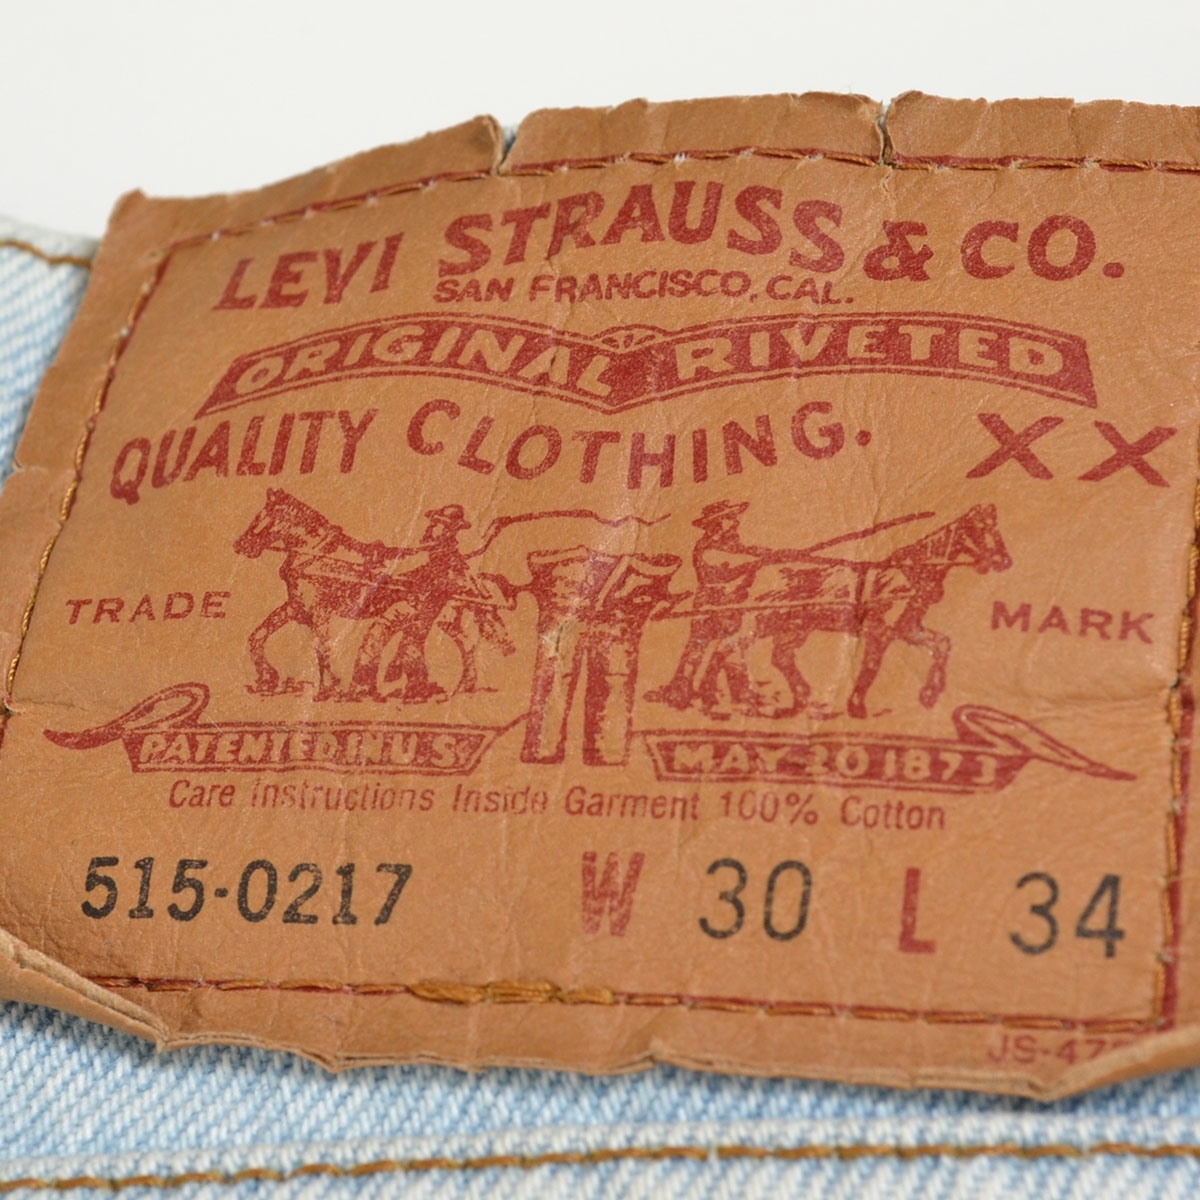 LEVI STRAUSS & CO.
SAN FRANCISCO, CAL.
ORIGINAL RIVETED
QUALITY CLOTHING. XX
TRADE MARK
PATENTED IN U.S. MAY 20 1873
Care Instructions Inside Garment 100% Cotton
515-0217 W 30 L 34